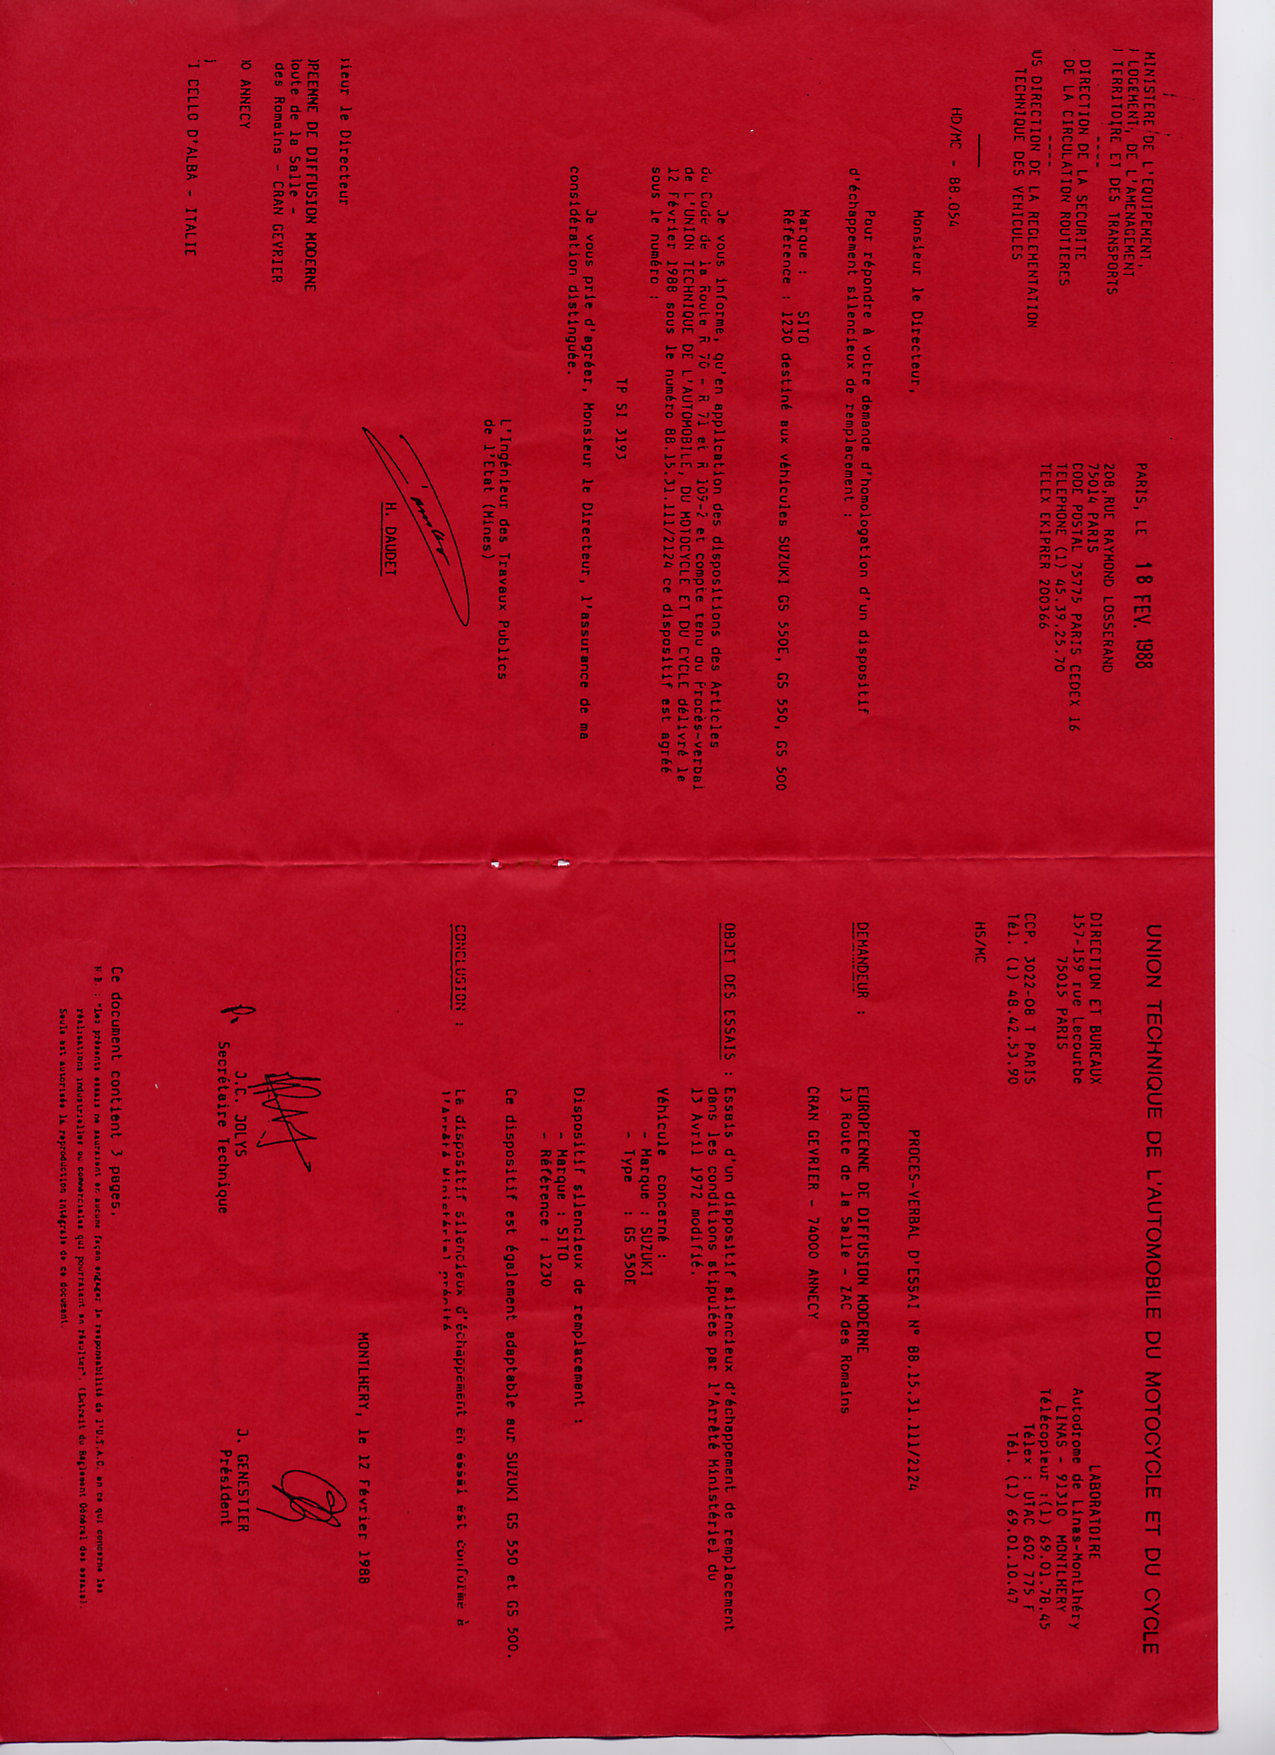 MINISTERE DE L'EQUIPEMENT,
LOGEMENT, DE L'AMENAGEMENT
TERRITOIRE ET DES TRANSPORTS
----
DIRECTION DE LA SECURITE
DE LA CIRCULATION ROUTIERES
----
US DIRECTION DE LA REGLEMENTATION
TECHNIQUE DES VEHICULES
HD/MC - 88.054
PARIS, LE 18 FEV. 1988
208,RUE RAYMOND LOSSERAND
75014 PARIS
CODE POSTAL 75775 PARIS CEDEX 16
TELEPHONE (1) 45.39.25.70
TELEX EKIPRER 200366
Monsieur le Directeur,
Pour répondre à votre demande d'homologation d'un dispositif
d'échappement silencieux de remplacement :
Marque : SITO
Référence : 1230 destiné aux véhicules SUZUKI GS 550E, GS 550, GS 500
Je vous informe, qu'en application des dispositions des Articles
du Code de la Route R 70 - R 71 et R 109-2 et compte tenu du Procès-verbal
de L'UNION TECHNIQUE DE L'AUTOMOBILE, DU MOTOCYCLE ET DU CYCLE délivré le
12 Février 1988 sous le numéro 88.15.31.111/2124 ce dispositif est agréé
sous le numéro :
TP SI 3193
Je vous prie d'agréer, Monsieur le Directeur, l'assurance de ma
considération distinguée.
L'Ingénieur des Travaux Publics
de l'Etat (Mines)
H. DAUDET
sieur le Directeur
OPEENNE DE DIFFUSION MODERNE
oute de la Salle -
des Romains - CRAN GEVRIER
00 ANNECY
T CELLO D'ALBA - ITALIE
UNION TECHNIQUE DE L'AUTOMOBILE DU MOTOCYCLE ET DU CYCLE
DIRECTION ET BUREAUX
157-159 rue Lecourbe
75015 PARIS
CCP. 3022-08 T PARIS
Tél. (1) 48.42.53.90
LABORATOIRE
Autodrome de Linas-Montlhéry
LINAS - 91310 MONTLHERY
Télécopieur :(1) 69.01.78.45
Télex : UTAC 602 775 F
Tél. (1) 69.01.10.47
HS/MC
PROCES-VERBAL D'ESSAI N° 88.15.31.111/2124
DEMANDEUR : EUROPEENNE DE DIFFUSION MODERNE
13 Route de la Salle - ZAC des Romains
CRAN GEVRIER - 74000 ANNECY
OBJET DES ESSAIS : Essais d'un dispositif silencieux d'échappement de remplacement
dans les conditions stipulées par l'Arrêté Ministériel du
13 Avril 1972 modifié.
Véhicule concerné :
- Marque : SUZUKI
- Type : GS 550E
Dispositif silencieux de remplacement :
- Marque : SITO
- Référence : 1230
Ce dispositif est également adaptable aur SUZUKI GS 550 et GS 500.
CONCLUSION : Le dispositif silencieux d'échappement en essai est conforme à
l'Arrêté Ministériel précité
MONTLHERY, le 12 Février 1988
P.
J.C. JOLYS
Secrétaire Technique
J. GENESTIER
Président
Ce document contient 3 pages.
N.B. : "Les présents essais ne sauraient en aucune façon engager la responsabilité de l'U.T.A.C. en ce qui concerne les
réalisations industrielles ou commerciales qui pourraient en résulter". (Extrait du Règlement Général des essais).
Seule est autorisée la reproduction intégrale de ce document.